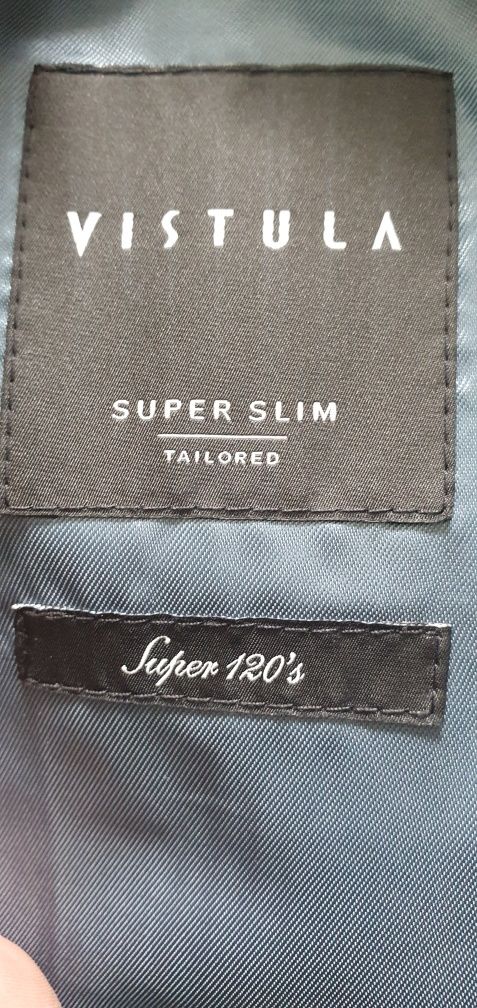 VISTULA
SUPER SLIM
TAILORED
Super 120's